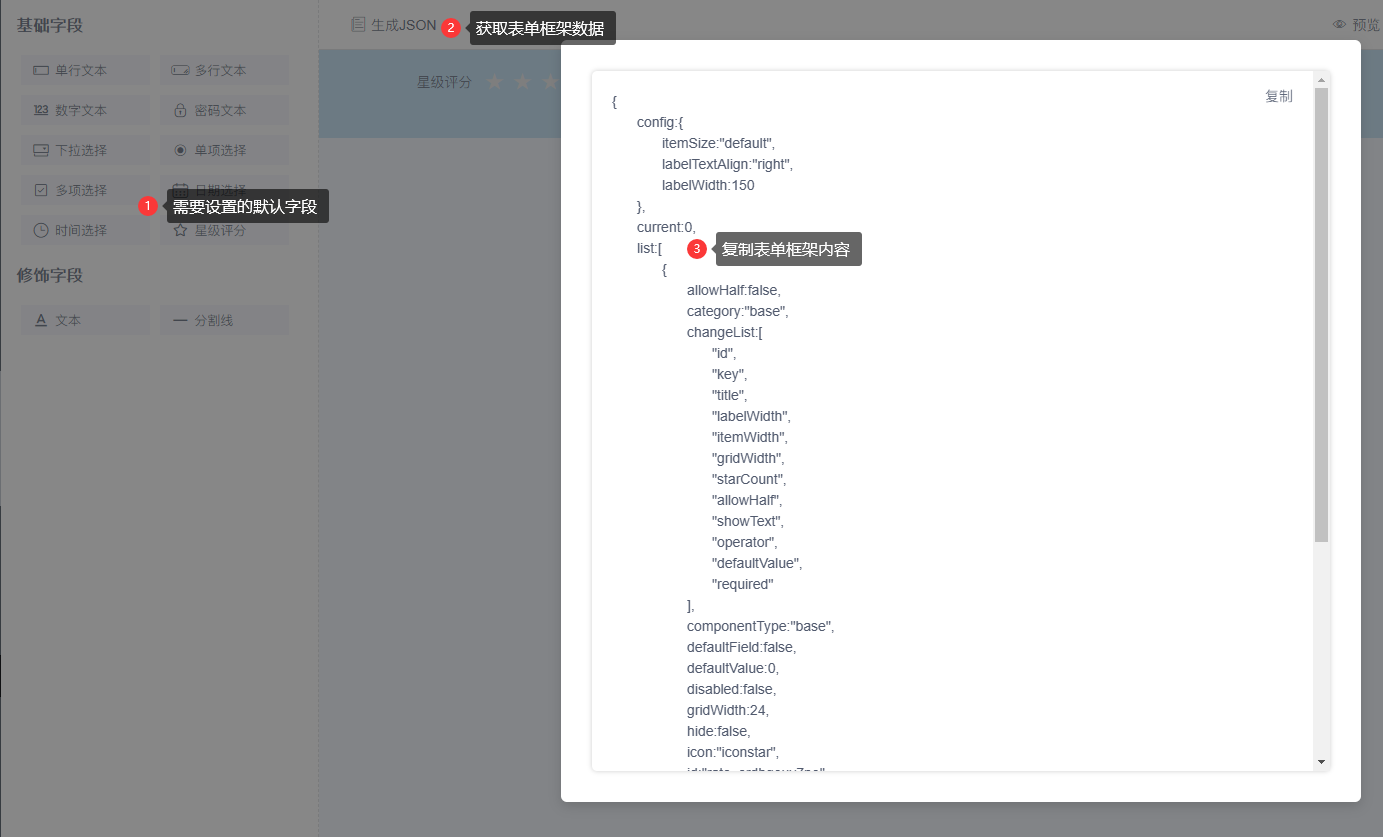 基础字段
单行文本
多行文本
数字文本
密码文本
下拉选择
单项选择
多项选择
日期选择
时间选择
星级评分
修饰字段
文本
分割线
1 需要设置的默认字段
生成JSON
2 获取表单框架数据
预览
星级评分
复制
{
config:{
itemSize:"default",
labelTextAlign:"right",
labelWidth:150
},
current:0,
list:[
3 复制表单框架内容
{
allowHalf:false,
category:"base",
changeList:[
"id",
"key",
"title",
"labelWidth",
"itemWidth",
"gridWidth",
"starCount",
"allowHalf",
"showText",
"operator",
"defaultValue",
"required"
],
componentType:"base",
defaultField:false,
defaultValue:0,
disabled:false,
gridWidth:24,
hide:false,
icon:"iconstar",